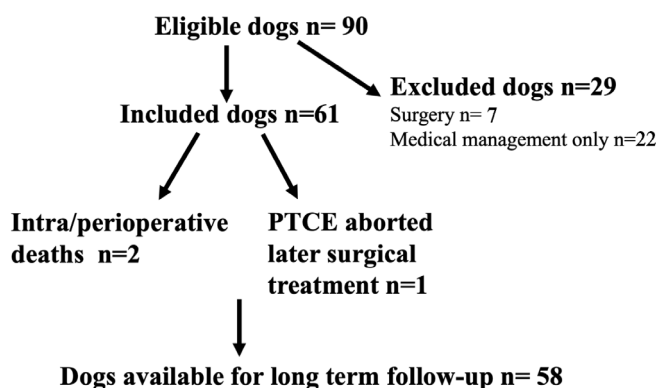 Eligible dogs n= 90
Excluded dogs n=29
Surgery n= 7
Medical management only n=22
Included dogs n=61
Intra/perioperative
deaths n=2
PTCE aborted
later surgical
treatment n=1
Dogs available for long term follow-up n= 58